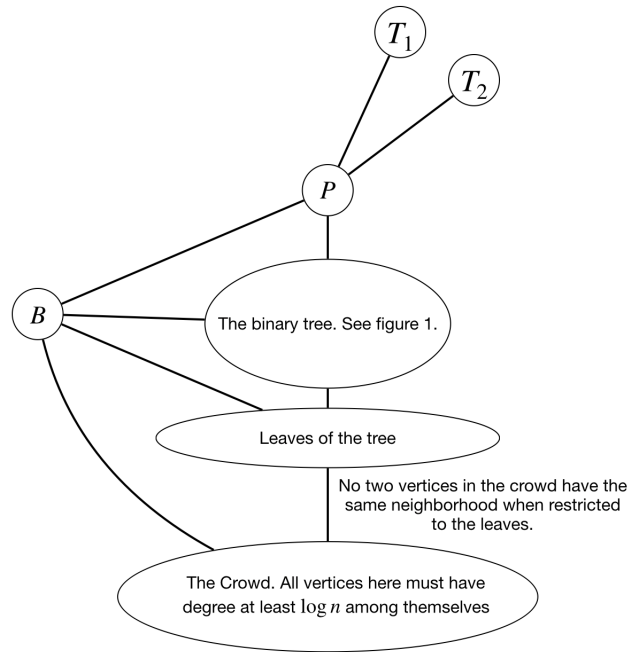 T₁
T₂
P
B
The binary tree. See figure 1.
Leaves of the tree
No two vertices in the crowd have the
same neighborhood when restricted
to the leaves.
The Crowd. All vertices here must have
degree at least log n among themselves